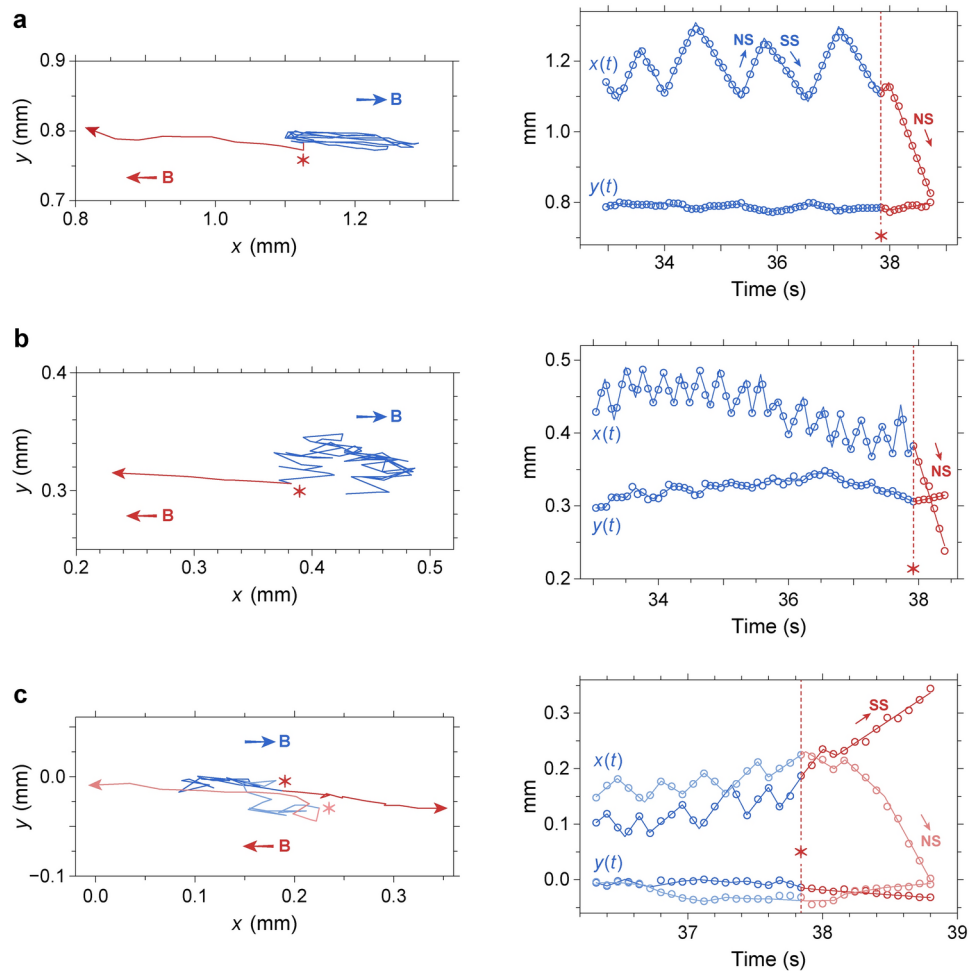 a
0.9
0.8
0.7
y (mm)
B
B
*
0.8
1.0
1.2
x (mm)
1.2
1.0
0.8
mm
x(t)
NS
SS
NS
y(t)
*
34
36
38
Time (s)
b
0.4
0.3
y (mm)
B
B
*
0.2
0.3
0.4
0.5
x (mm)
0.5
0.4
0.3
0.2
mm
x(t)
NS
y(t)
*
34
36
38
Time (s)
c
0.0
−0.1
y (mm)
B
*
*
B
0.0
0.1
0.2
0.3
x (mm)
0.3
0.2
0.1
0.0
mm
SS
x(t)
NS
*
y(t)
37
38
39
Time (s)